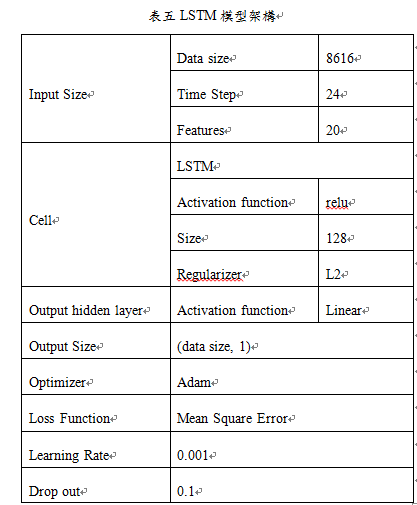 表五 LSTM 模型架構
Data size 8616
Input Size Time Step 24
Features 20
LSTM
Activation function relu
Cell
Size 128
Regularizer L2
Output hidden layer Activation function Linear
Output Size (data size, 1)
Optimizer Adam
Loss Function Mean Square Error
Learning Rate 0.001
Drop out 0.1